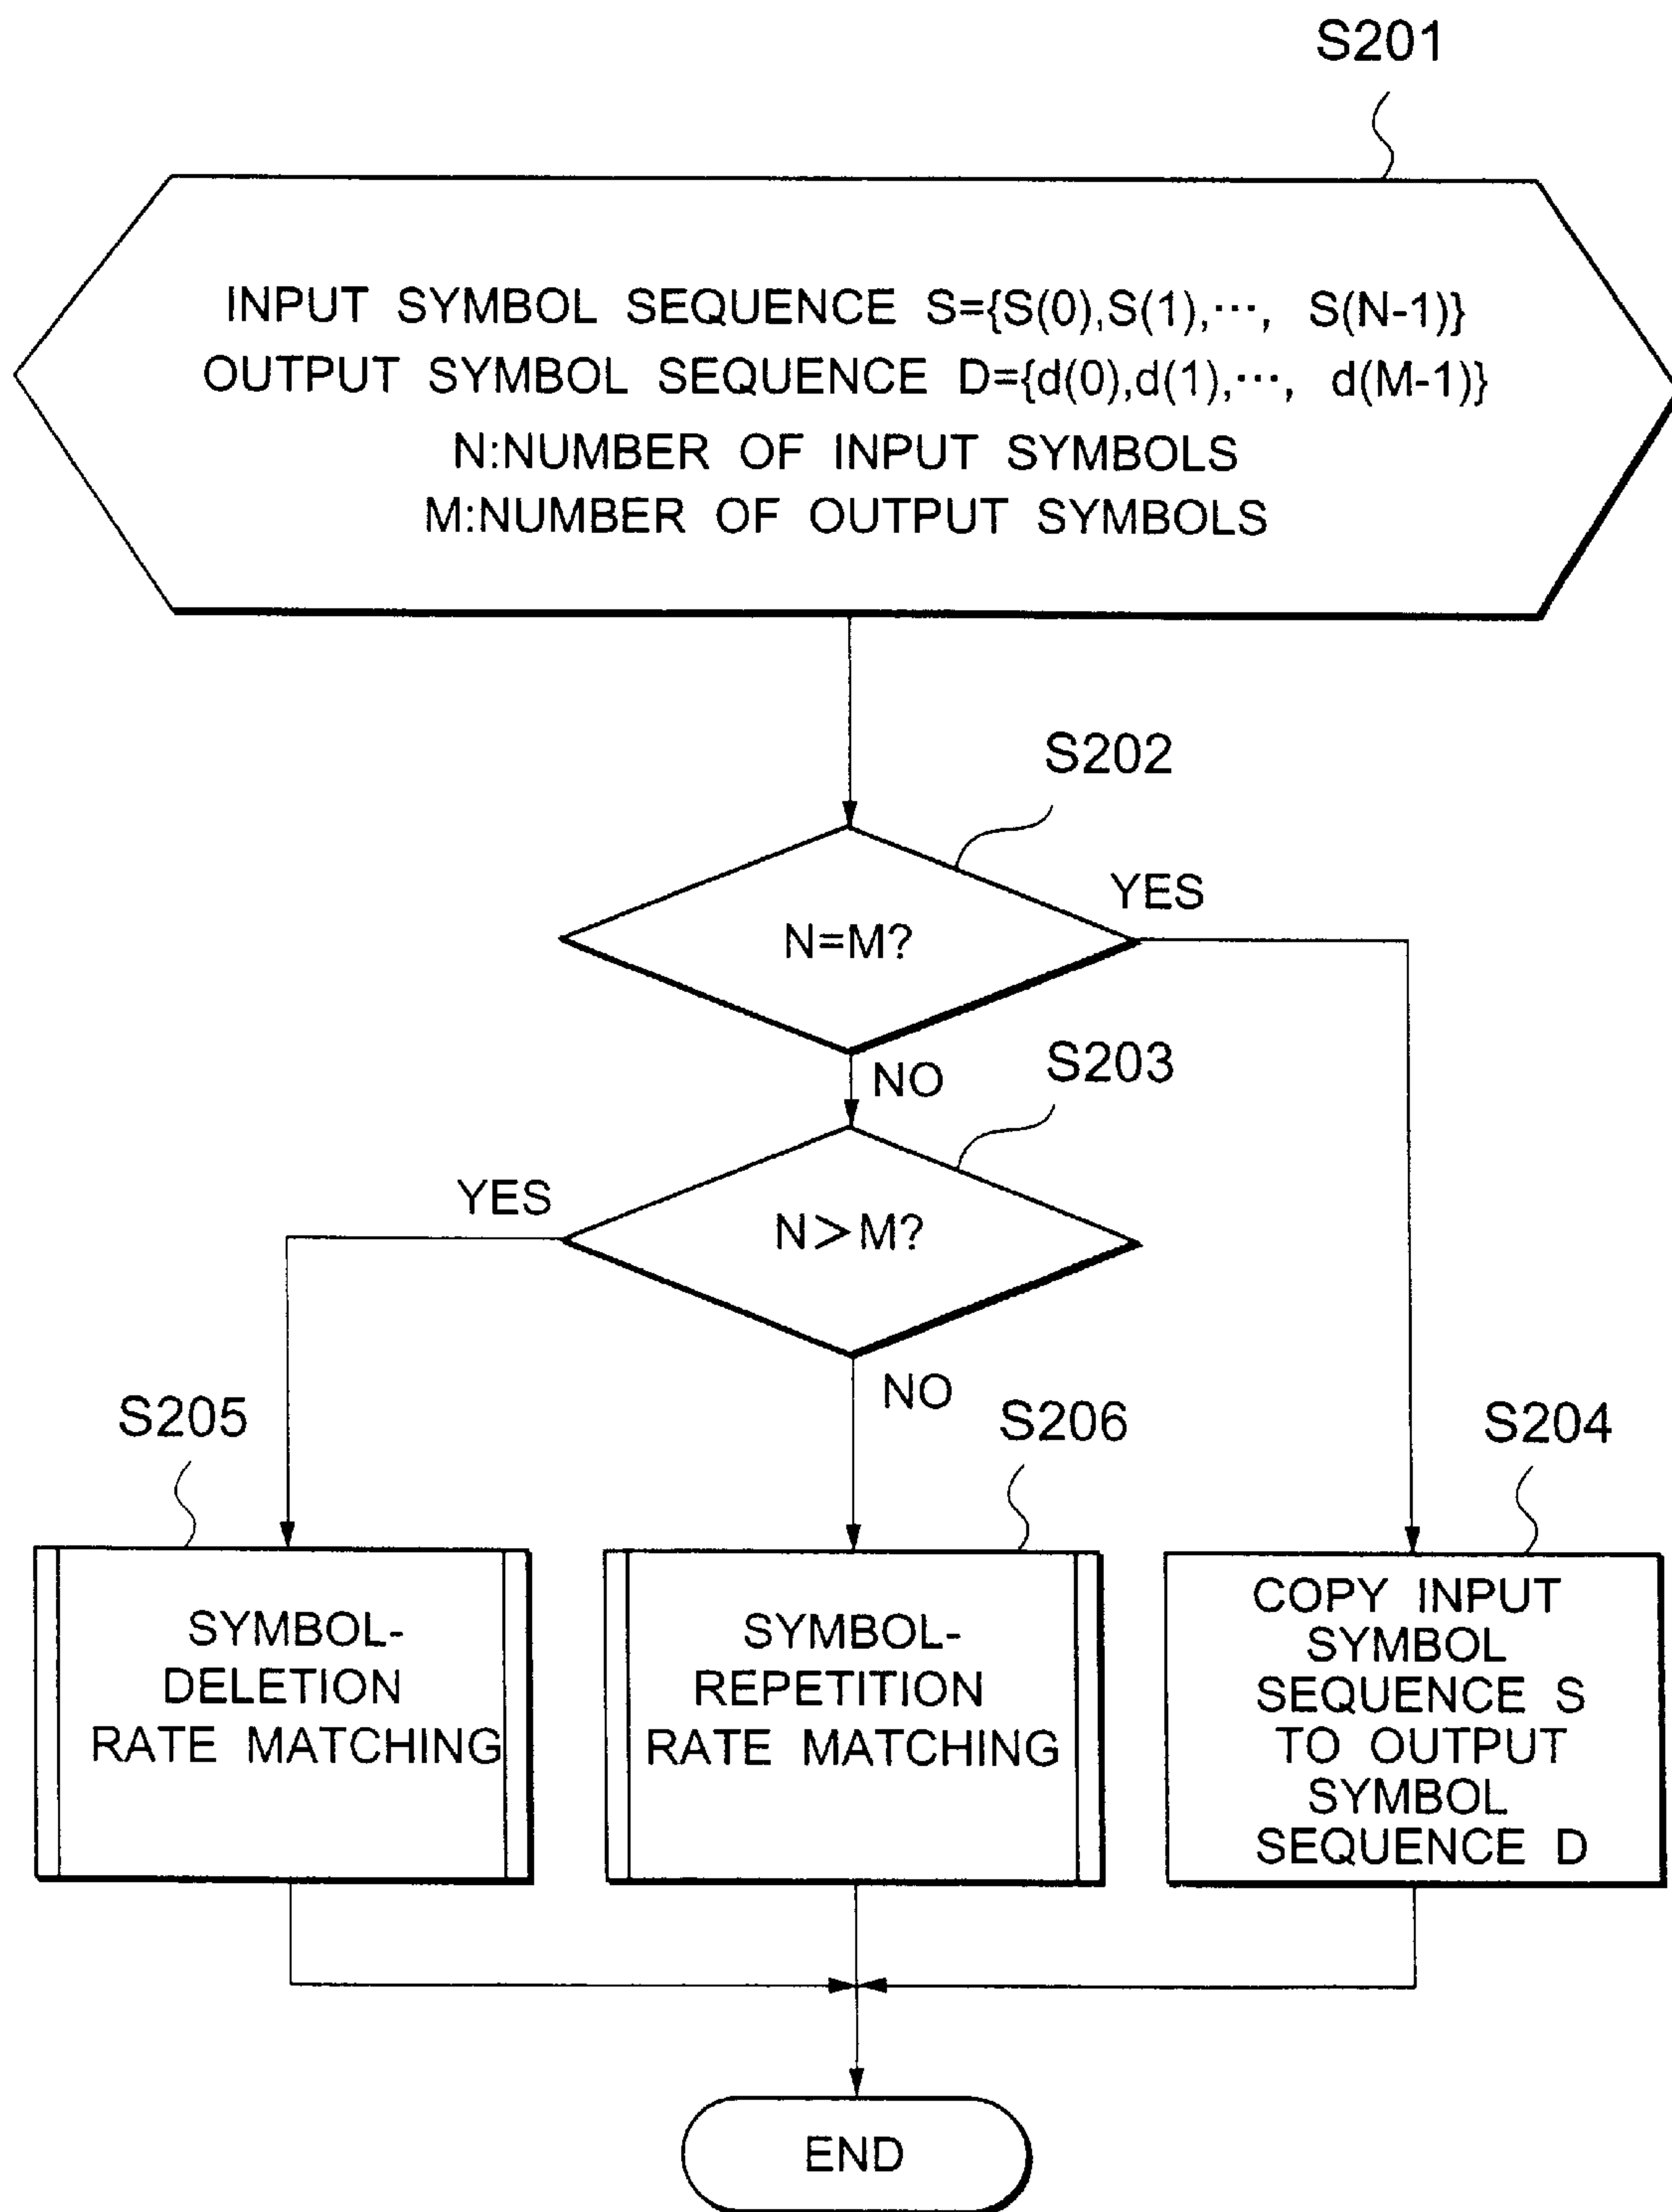 S201
INPUT SYMBOL SEQUENCE S={S(0),S(1),···, S(N-1)}
OUTPUT SYMBOL SEQUENCE D={d(0),d(1),···, d(M-1)}
N:NUMBER OF INPUT SYMBOLS
M:NUMBER OF OUTPUT SYMBOLS
S202
YES
N=M?
NO
S203
YES
N>M?
NO
S205
S206
S204
SYMBOL-
DELETION
RATE MATCHING
SYMBOL-
REPETITION
RATE MATCHING
COPY INPUT
SYMBOL
SEQUENCE S
TO OUTPUT
SYMBOL
SEQUENCE D
END